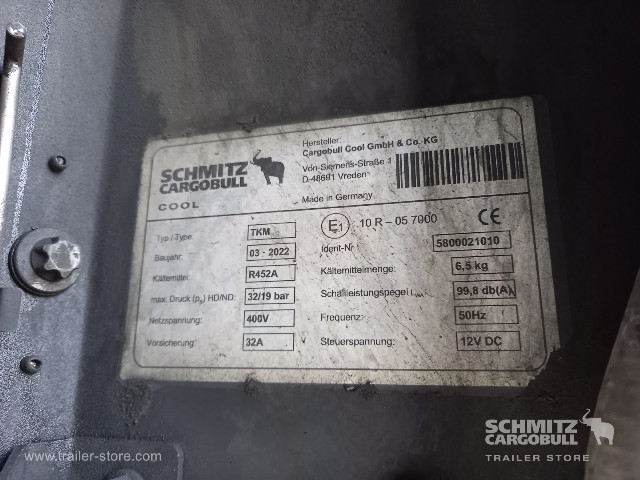 SCHMITZ
CARGOBULL
COOL
Hersteller:
Cargobull Cool GmbH & Co. KG
Von-Siemens-Straße 1
D-48691 Vreden
Made in Germany
E1 10 R – 05 7000 CE
Typ / Type: TKM
Baujahr: 03 - 2022
Kältemittel: R452A
max. Druck (ps) HD/ND: 32/19 bar
Netzspannung: 400V
Vorsicherung: 32A
Ident-Nr.: 5800021010
Kältemittelmenge: 6,5 kg
Schallleistungspegel LWA: 99,8 db(A)
Frequenz: 50Hz
Steuerspannung: 12V DC
www.trailer-store.com
SCHMITZ
CARGOBULL
TRAILER STORE